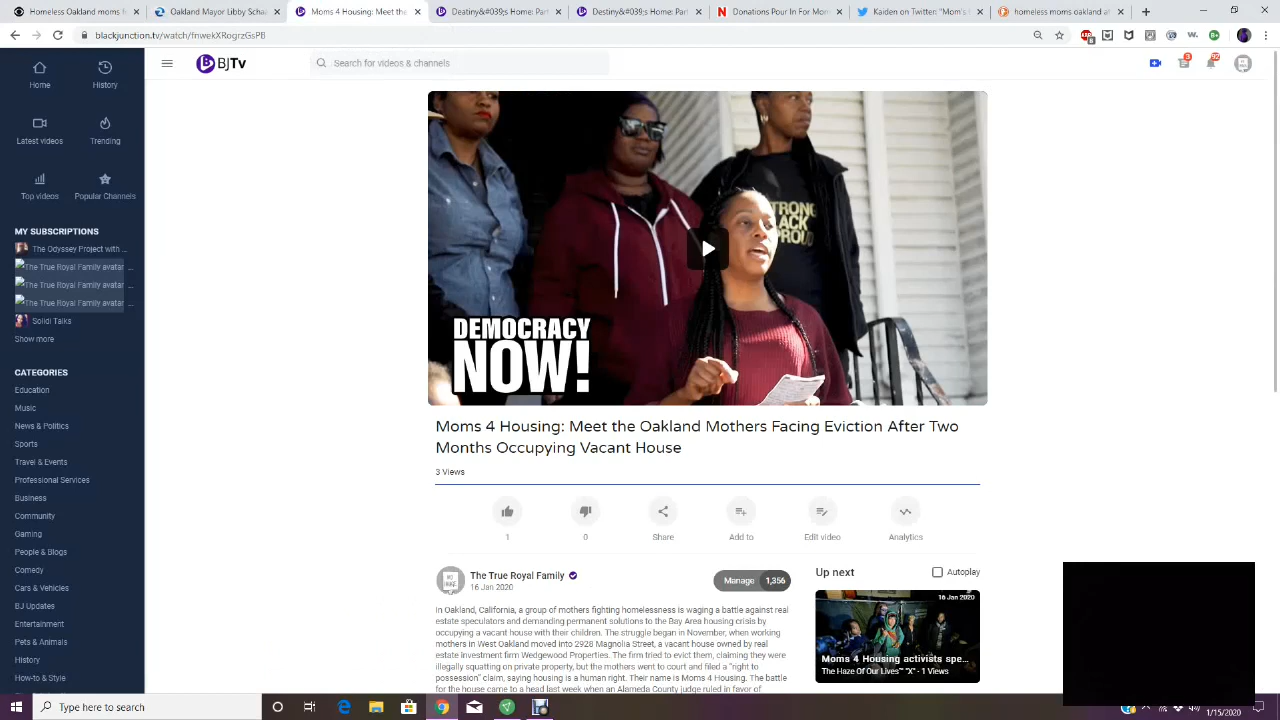 Oakland Mayor Libby Schaa
Moms 4 Housing: Meet the
Destiny&#039;s Home Part
Destiny&#039;s Home Part
Donations Pour In For Mom
Kaiden on Twitter: "Mom's
homeless moms oakland at
blackjunction.tv/watch/fnwekXRogrzGsPB
Home
History
BJTv
Search for videos & channels
3
92
Latest videos
Trending
Top videos
Popular Channels
MY SUBSCRIPTIONS
The Odyssey Project with ...
The True Royal Family avatar ...
The True Royal Family avatar ...
The True Royal Family avatar ...
Solidi Talks
Show more
CATEGORIES
Education
Music
News & Politics
Sports
Travel & Events
Professional Services
Business
Community
Gaming
People & Blogs
Comedy
Cars & Vehicles
BJ Updates
Entertainment
Pets & Animals
History
How-to & Style
STRONG
BLACK
DEMOCRACY
NOW!
Moms 4 Housing: Meet the Oakland Mothers Facing Eviction After Two
Months Occupying Vacant House
3 Views
1
0
Share
Add to
Edit video
Analytics
The True Royal Family
16 Jan 2020
Manage 1,356
In Oakland, California, a group of mothers fighting homelessness is waging a battle against real
estate speculators and demanding permanent solutions to the Bay Area housing crisis by
occupying a vacant house with their children. The struggle began in November, when working
mothers in West Oakland moved into 2928 Magnolia Street, a vacant house owned by real
estate investment firm Wedgewood Properties. The firm tried to evict them, claiming they were
illegally squatting on private property, but the mothers went to court and filed a "right to
possession" claim, saying housing is a human right. Their name is Moms 4 Housing. The battle
for the house came to a head last week when an Alameda County judge ruled in favor of
Up next
Autoplay
16 Jan 2020
Moms 4 Housing activists spe...
The Haze Of Our Lives™ "X" - 1 Views
Type here to search
1/15/2020